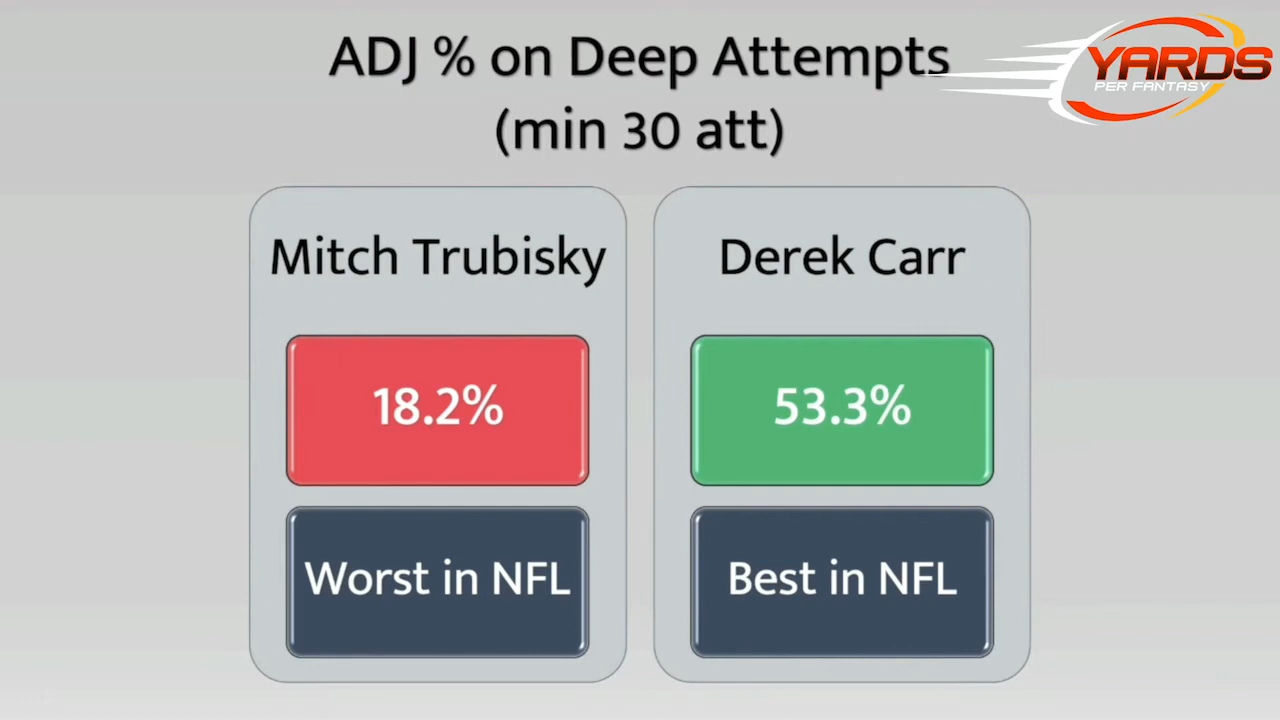 ADJ % on Deep Attempts
(min 30 att)
YARDS
PER FANTASY
Mitch Trubisky
18.2%
Worst in NFL
Derek Carr
53.3%
Best in NFL